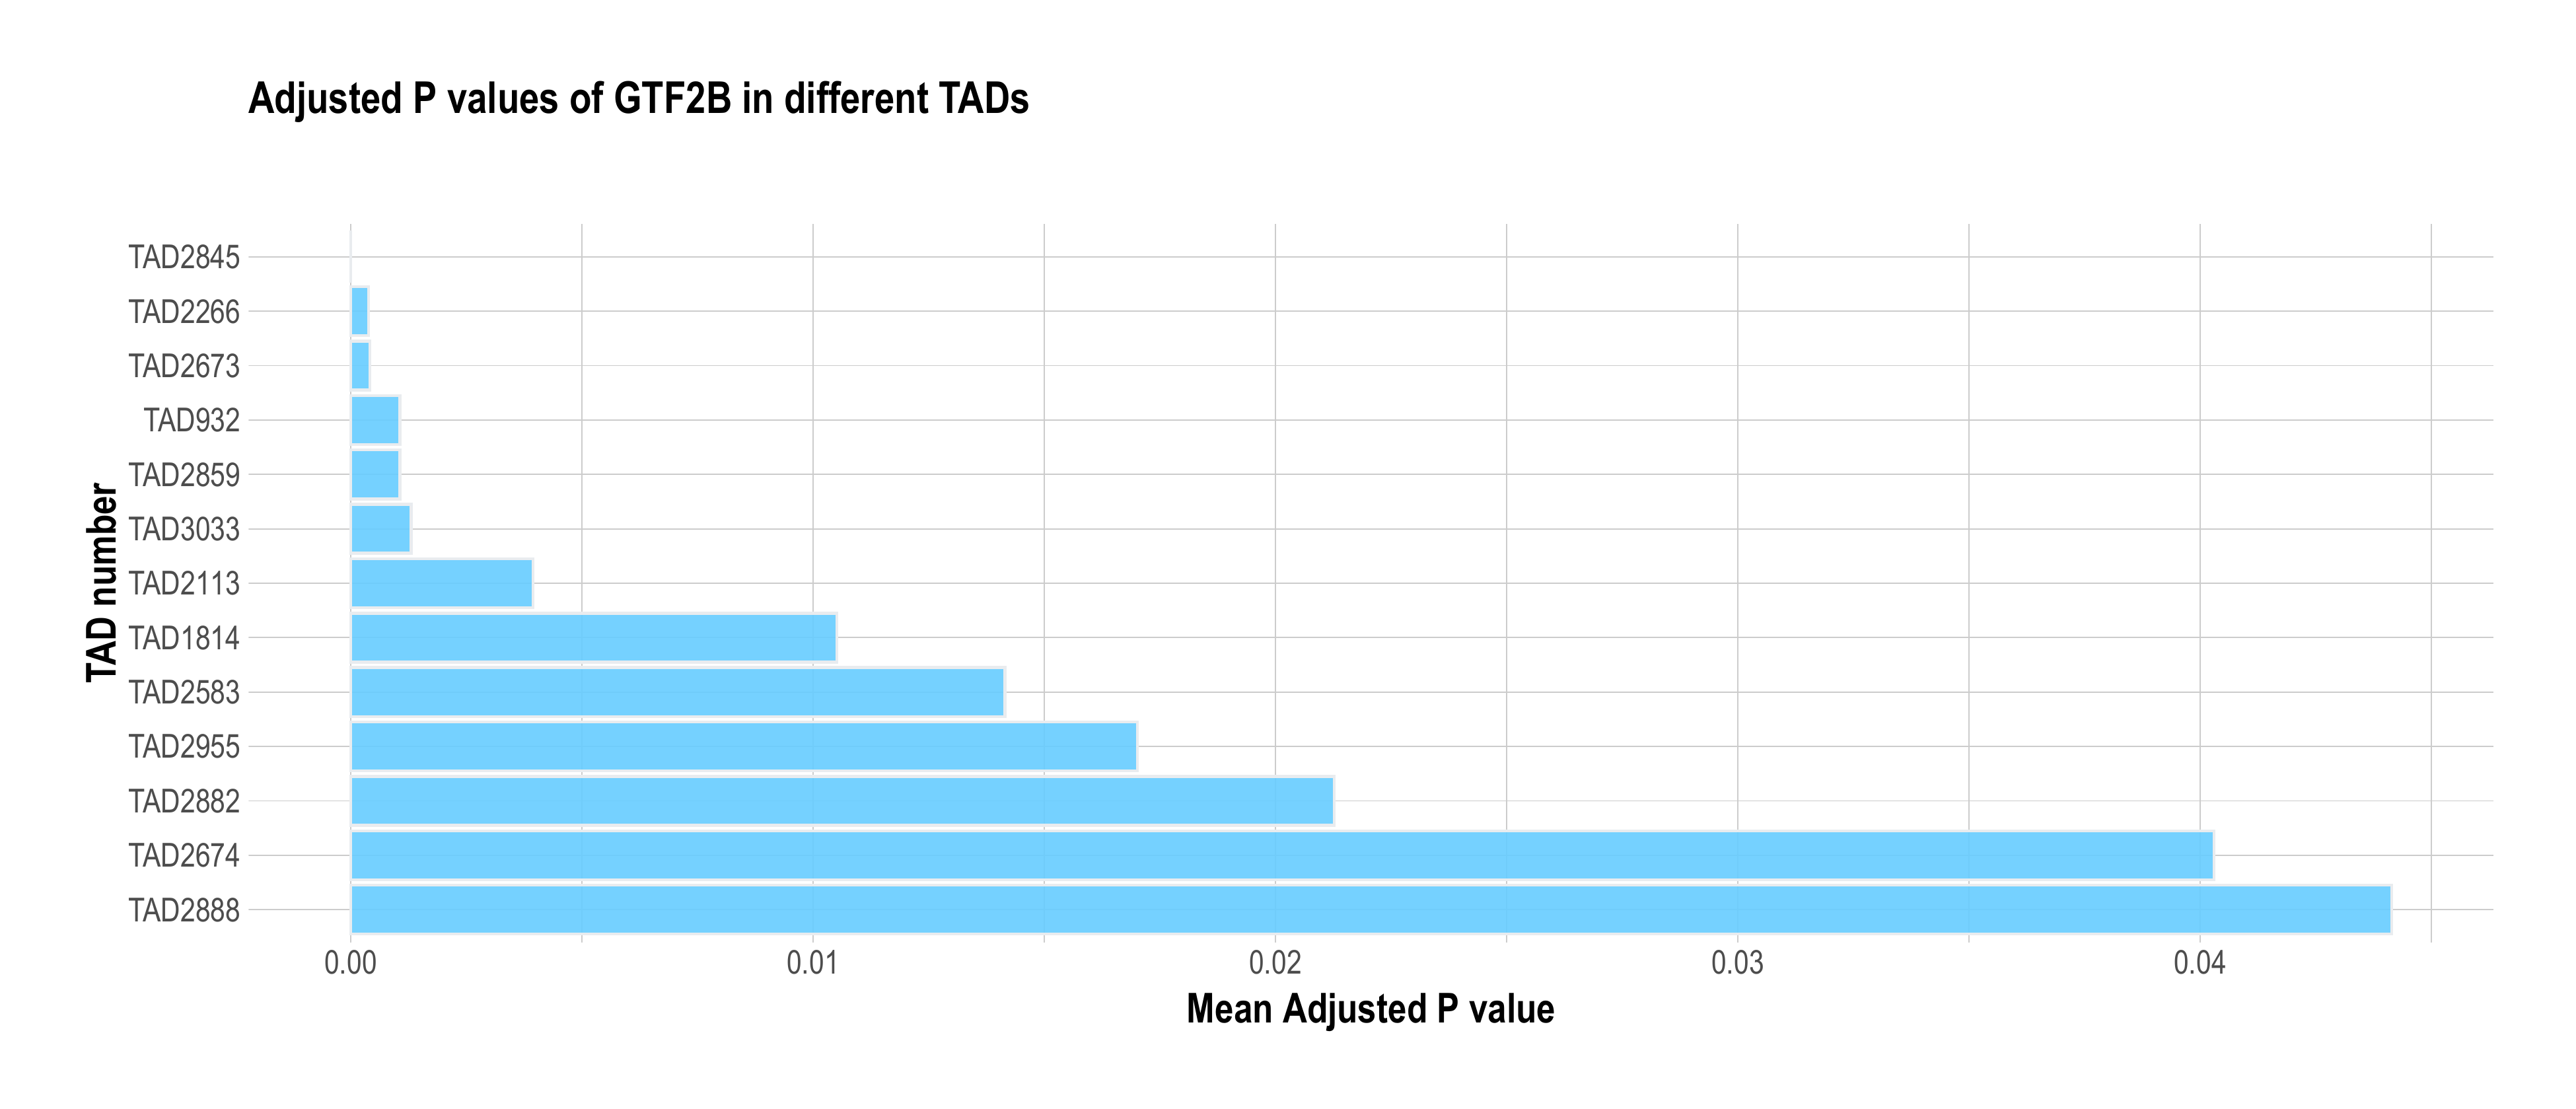 Adjusted P values of GTF2B in different TADs
TAD number
TAD2845
TAD2266
TAD2673
TAD932
TAD2859
TAD3033
TAD2113
TAD1814
TAD2583
TAD2955
TAD2882
TAD2674
TAD2888
0.00 0.01 0.02 0.03 0.04
Mean Adjusted P value